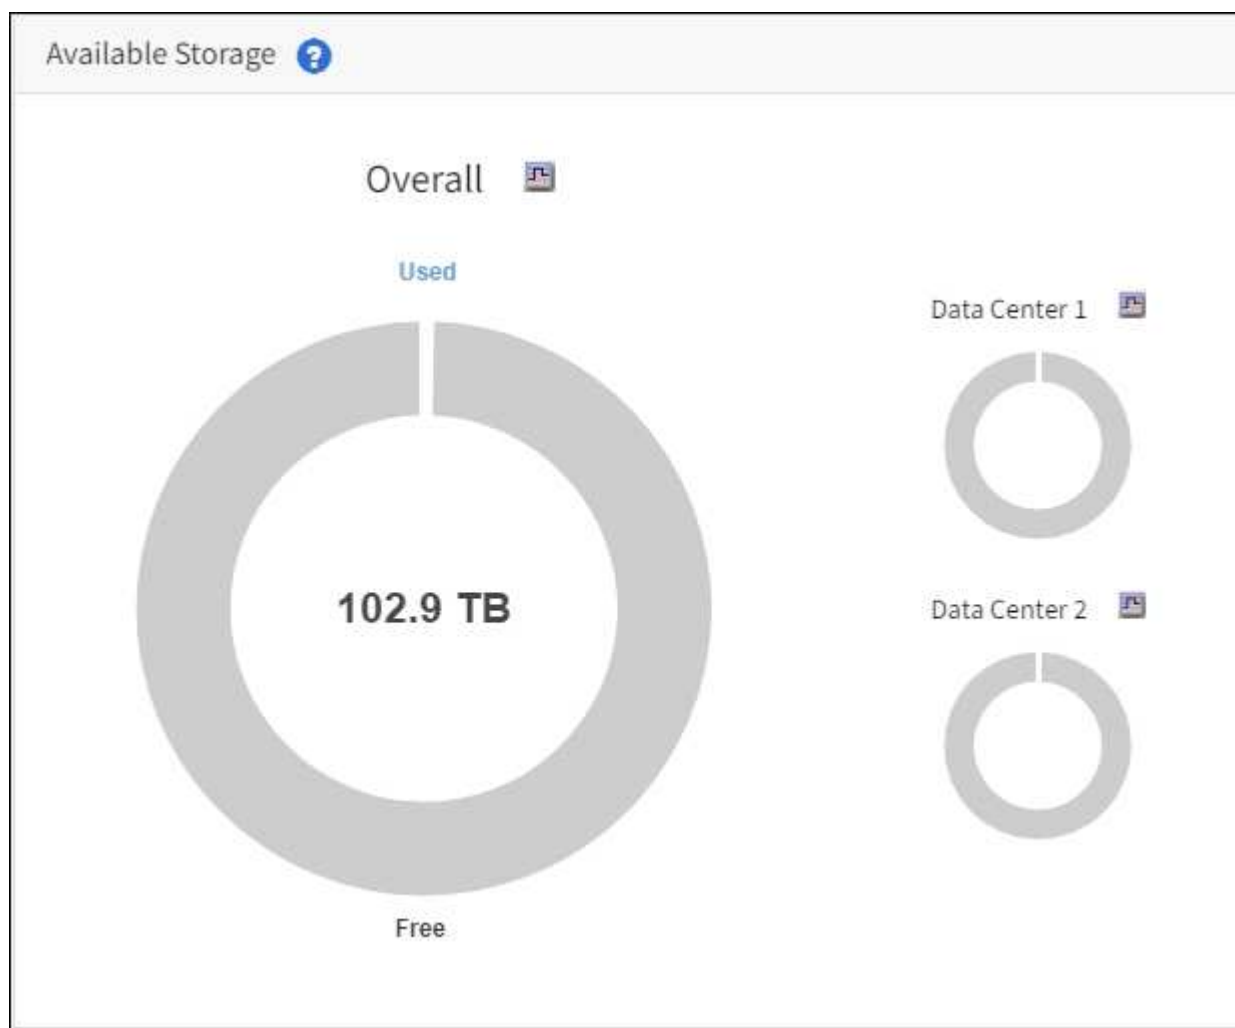 Available Storage ?
Overall
Used
Data Center 1
102.9 TB
Data Center 2
Free